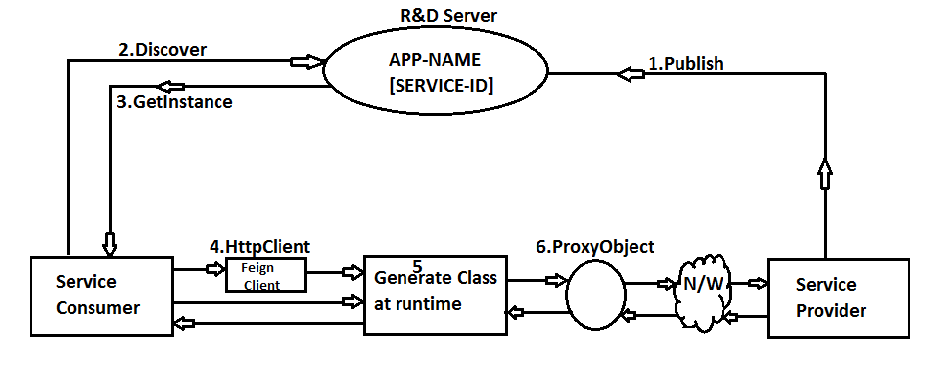 R&D Server
2.Discover
APP-NAME
[SERVICE-ID]
1.Publish
3.GetInstance
4.HttpClient
Feign
Client
5
Generate Class
at runtime
6.ProxyObject
N/W
Service
Consumer
Service
Provider